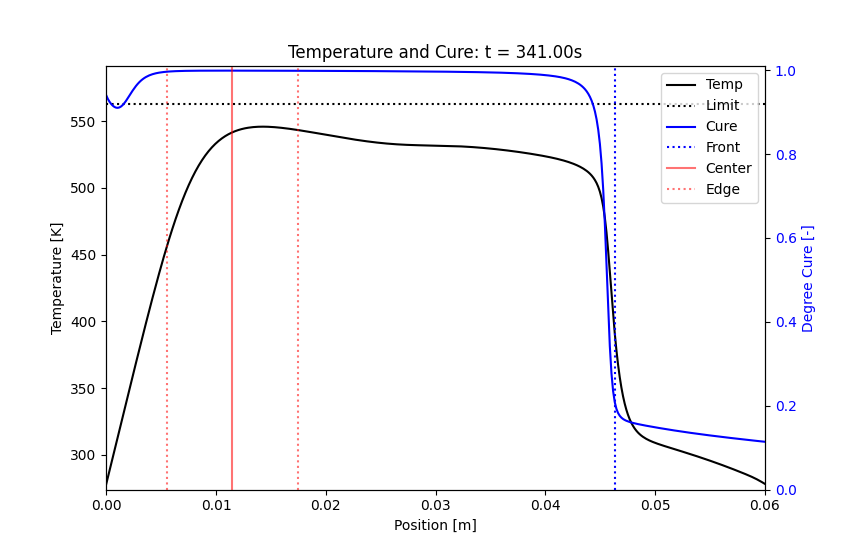 Temperature and Cure: t = 341.00s
Temperature [K]
550
500
450
400
350
300
0.00
0.01
0.02
0.03
0.04
0.05
0.06
Position [m]
1.0
0.8
0.6
0.4
0.2
0.0
Degree Cure [-]
Temp
Limit
Cure
Front
Center
Edge